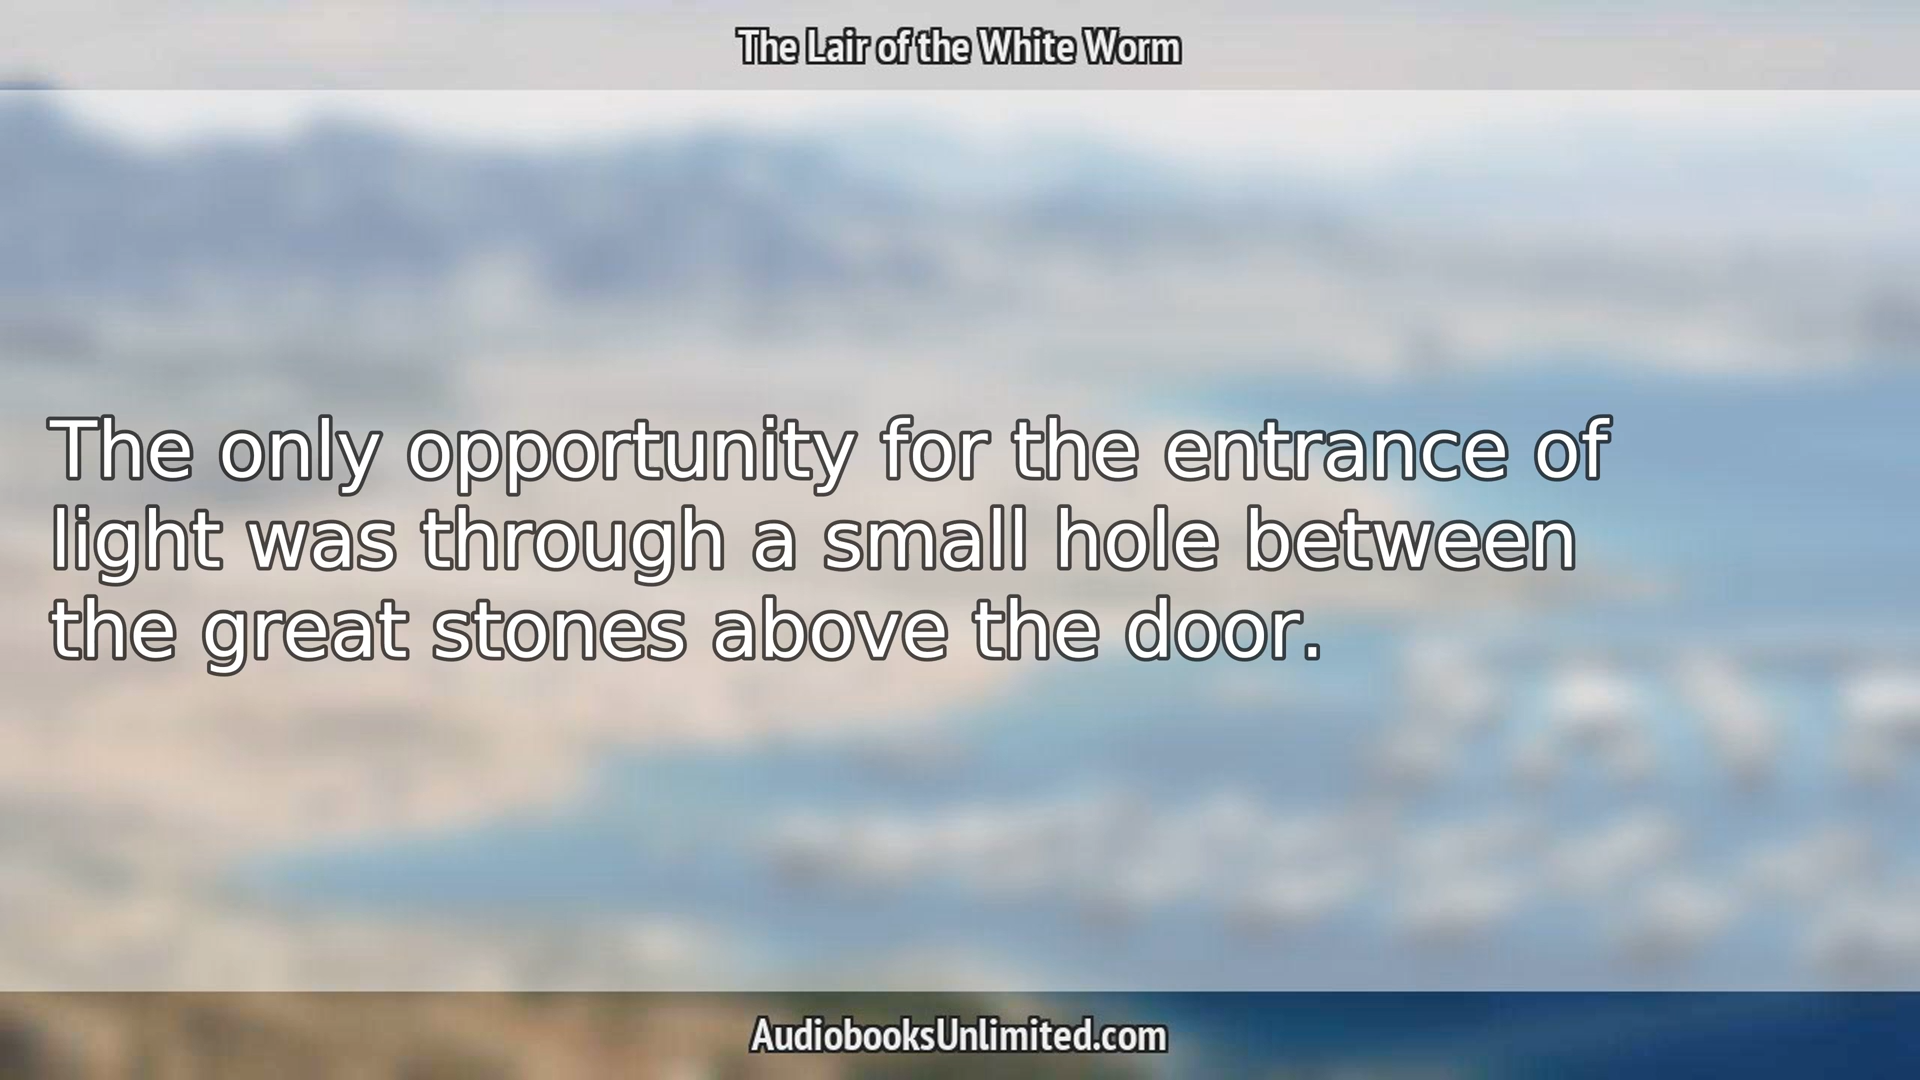 The Lair of the White Worm
The only opportunity for the entrance of
light was through a small hole between
the great stones above the door.
AudiobooksUnlimited.com